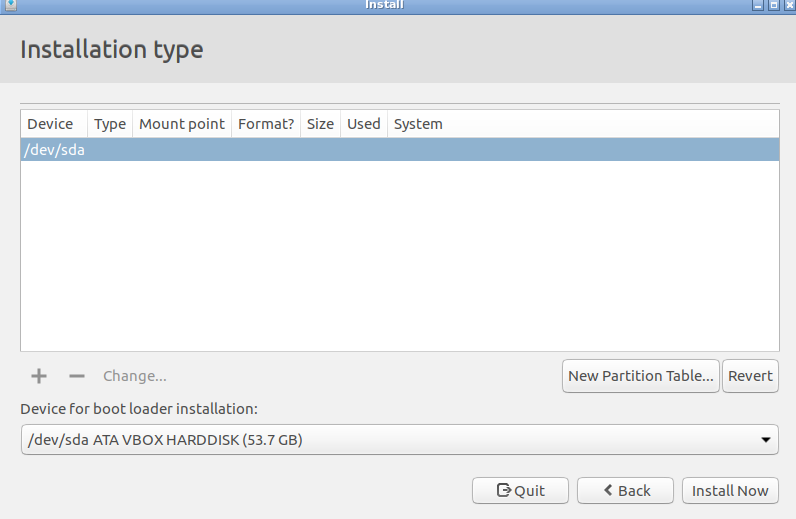 Install
Installation type
Device Type Mount point Format? Size Used System
/dev/sda
+ − Change... New Partition Table... Revert
Device for boot loader installation:
/dev/sda ATA VBOX HARDDISK (53.7 GB)
Quit Back Install Now